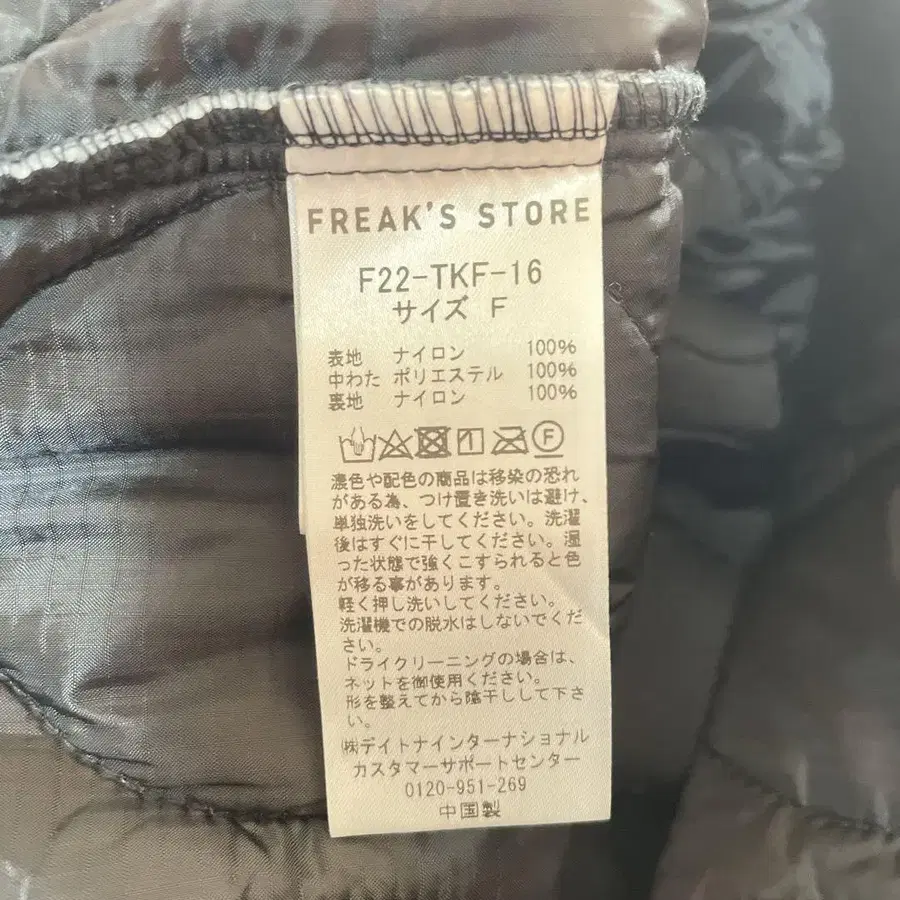 FREAK'S STORE
F22-TKF-16
サイズ F
表地 ナイロン 100%
中わた ポリエステル 100%
裏地 ナイロン 100%
F
濃色や配色の商品は移染の恐れ
がある為、つけ置き洗いは避け、
単独洗いをしてください。洗濯
後はすぐに干してください。湿
った状態で強くこすられると色
が移る事があります。
軽く押し洗いしてください。
洗濯機での脱水はしないでくだ
さい。
ドライクリーニングの場合は、
ネットを御使用ください。
形を整えてから陰干しして下さ
い。
㈱デイトナインターナショナル
カスタマーサポートセンター
0120-951-269
中国製